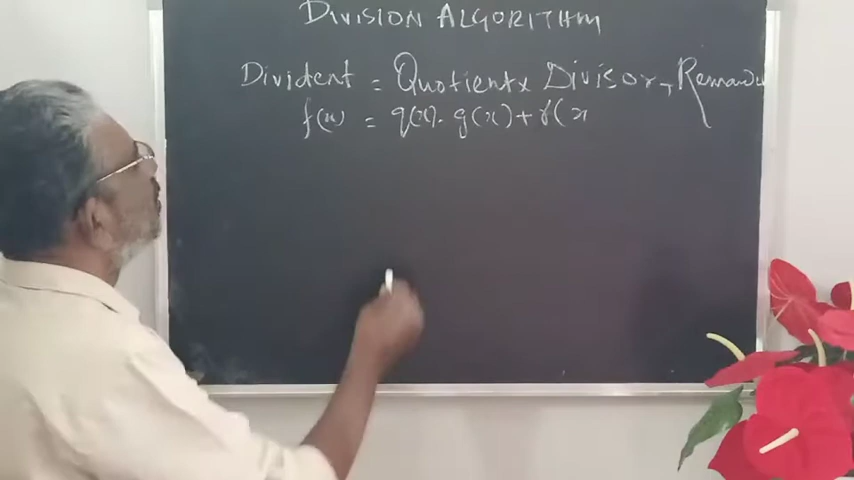 DIVISION ALGORITHM
Divident = Quotient x Divisor + Remainder
f(x) = q(x). g(x) + r(x